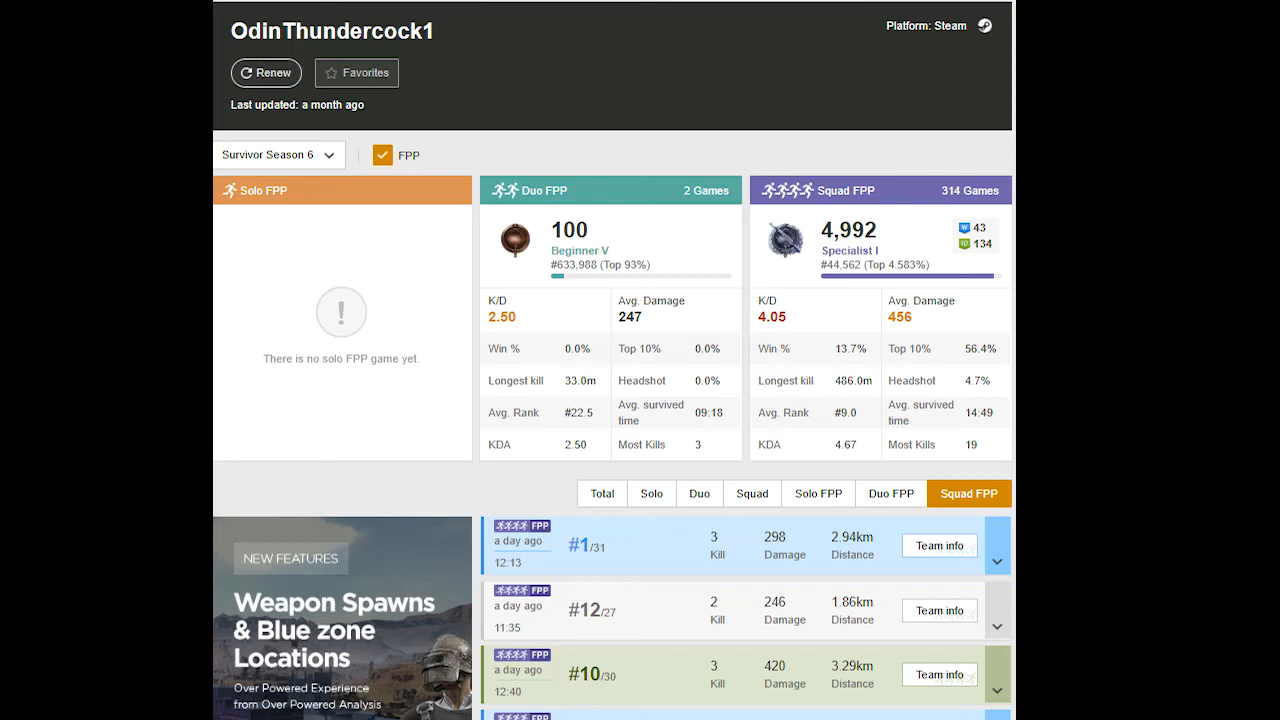 OdinThundercock1
Platform: Steam
Renew
Favorites
Last updated: a month ago
Survivor Season 6
FPP
Solo FPP
There is no solo FPP game yet.
Duo FPP 2 Games
100
Beginner V
#633,988 (Top 93%)
K/D Avg. Damage
2.50 247
Win % 0.0% Top 10% 0.0%
Longest kill 33.0m Headshot 0.0%
Avg. Rank #22.5 Avg. survived time 09:18
KDA 2.50 Most Kills 3
Squad FPP 314 Games
4,992
Specialist I
#44,562 (Top 4.583%)
W 43
10 134
K/D Avg. Damage
4.05 456
Win % 13.7% Top 10% 56.4%
Longest kill 486.0m Headshot 4.7%
Avg. Rank #9.0 Avg. survived time 14:49
KDA 4.67 Most Kills 19
Total Solo Duo Squad Solo FPP Duo FPP Squad FPP
NEW FEATURES
Weapon Spawns
& Blue zone
Locations
Over Powered Experience
from Over Powered Analysis
FPP
a day ago
12:13
#1/31
3 298 2.94km
Kill Damage Distance
Team info
FPP
a day ago
11:35
#12/27
2 246 1.86km
Kill Damage Distance
Team info
FPP
a day ago
12:40
#10/30
3 420 3.29km
Kill Damage Distance
Team info
FPP